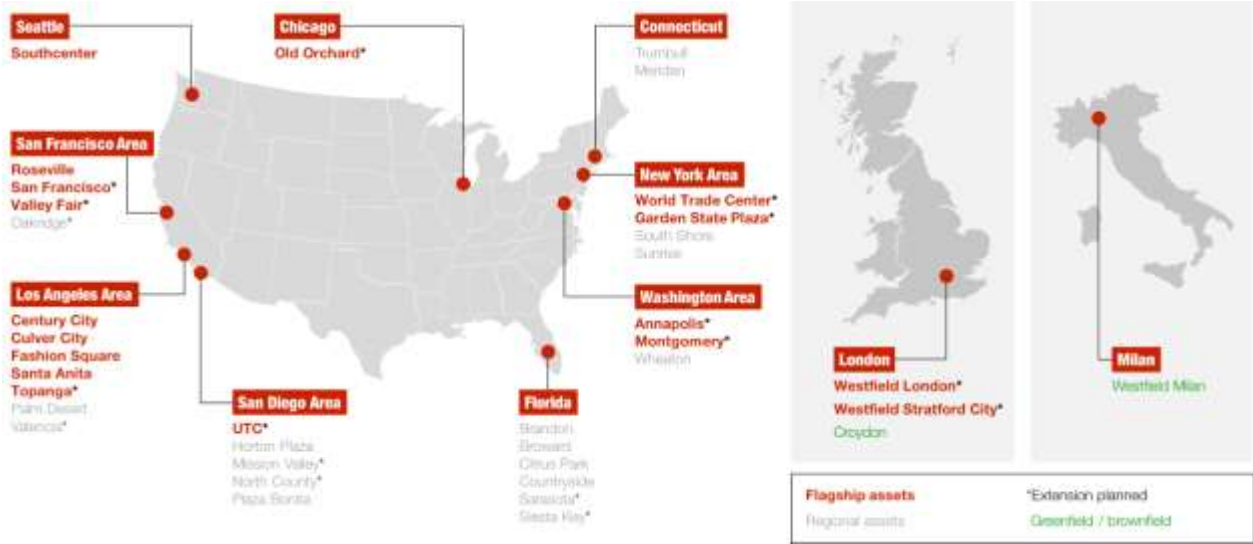 Seattle
Southcenter
Chicago
Old Orchard*
Connecticut
Trumbull
Meriden
San Francisco Area
Roseville
San Francisco*
Valley Fair*
Oakridge*
New York Area
World Trade Center*
Garden State Plaza*
South Shore
Sunrise
Los Angeles Area
Century City
Culver City
Fashion Square
Santa Anita
Topanga*
Palm Desert
Valencia*
San Diego Area
UTC*
Horton Plaza
Mission Valley*
North County*
Plaza Bonita
Florida
Brandon
Broward
Citrus Park
Countryside
Sarasota*
Siesta Key*
Washington Area
Annapolis*
Montgomery*
Wheaton
London
Westfield London*
Westfield Stratford City*
Croydon
Milan
Westfield Milan
Flagship assets
*Extension planned
Regional assets
Greenfield / brownfield